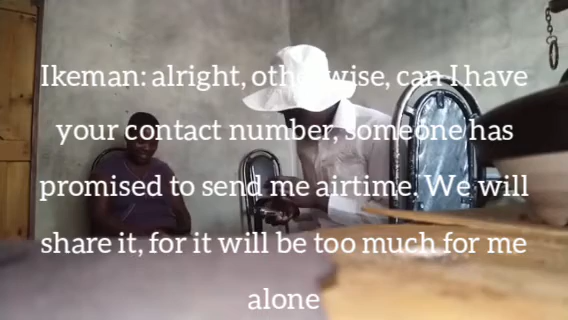 Ikeman: alright, otherwise, can I have
your contact number, someone has
promised to send me airtime. We will
share it, for it will be too much for me
alone